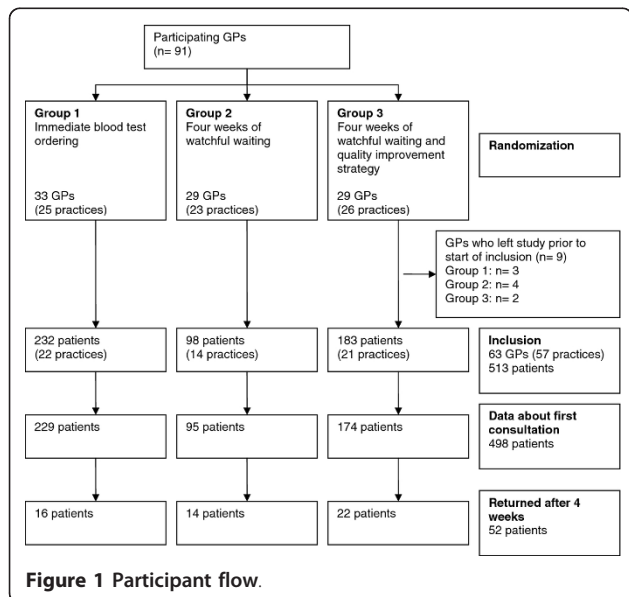 Participating GPs
(n= 91)
Group 1
Immediate blood test
ordering
33 GPs
(25 practices)
Group 2
Four weeks of
watchful waiting
29 GPs
(23 practices)
Group 3
Four weeks of
watchful waiting and
quality improvement
strategy
29 GPs
(26 practices)
Randomization
GPs who left study prior to
start of inclusion (n= 9)
Group 1: n= 3
Group 2: n= 4
Group 3: n= 2
232 patients
(22 practices)
98 patients
(14 practices)
183 patients
(21 practices)
Inclusion
63 GPs (57 practices)
513 patients
229 patients
95 patients
174 patients
Data about first
consultation
498 patients
16 patients
14 patients
22 patients
Returned after 4
weeks
52 patients
Figure 1 Participant flow.